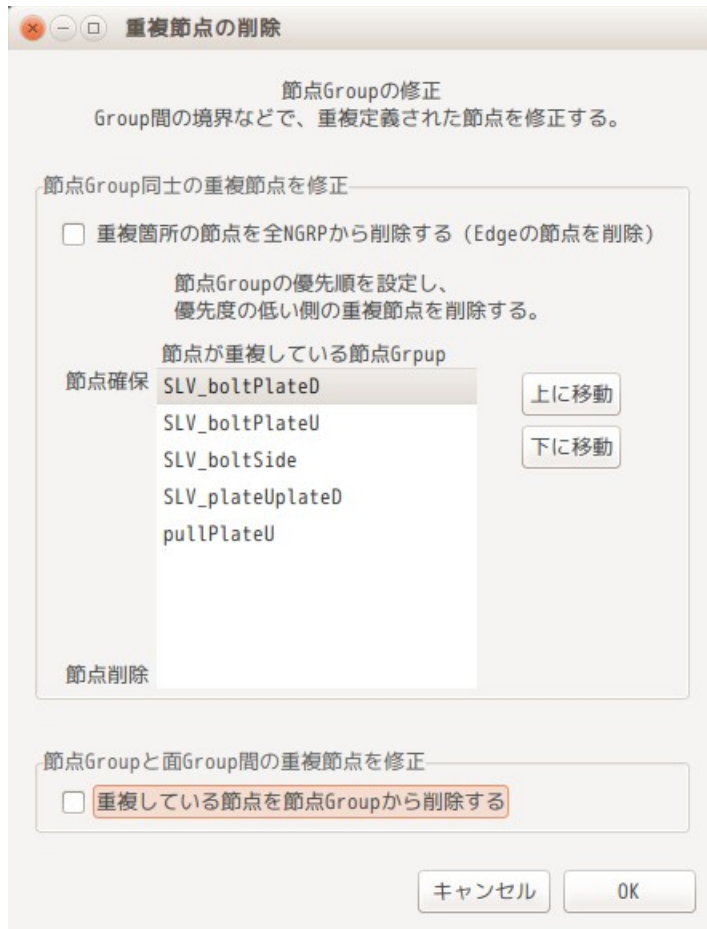 重複節点の削除
節点Groupの修正
Group間の境界などで、重複定義された節点を修正する。
節点Group同士の重複節点を修正
重複箇所の節点を全NGRPから削除する (Edgeの節点を削除)
節点Groupの優先順を設定し、
優先度の低い側の重複節点を削除する。
節点が重複している節点Grpup
節点確保
SLV_boltPlateD
上に移動
SLV_boltPlateU
下に移動
SLV_boltSide
SLV_plateUplateD
pullPlateU
節点削除
節点Groupと面Group間の重複節点を修正
重複している節点を節点Groupから削除する
キャンセル
OK